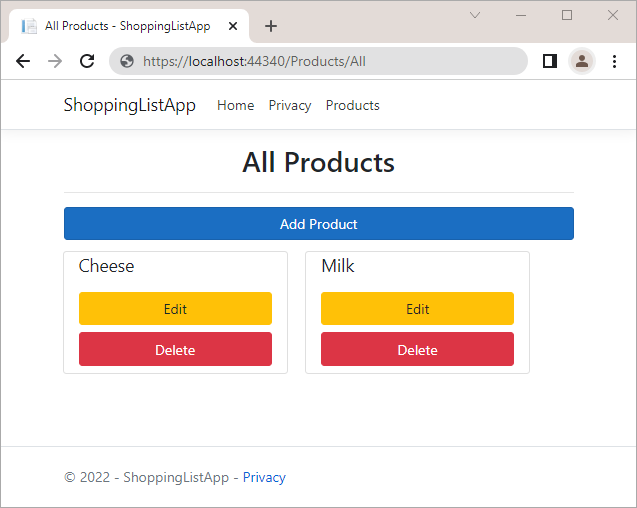 All Products - ShoppingListApp
https://localhost:44340/Products/All
ShoppingListApp Home Privacy Products
All Products
Add Product
Cheese Milk
Edit Edit
Delete Delete
© 2022 - ShoppingListApp - Privacy